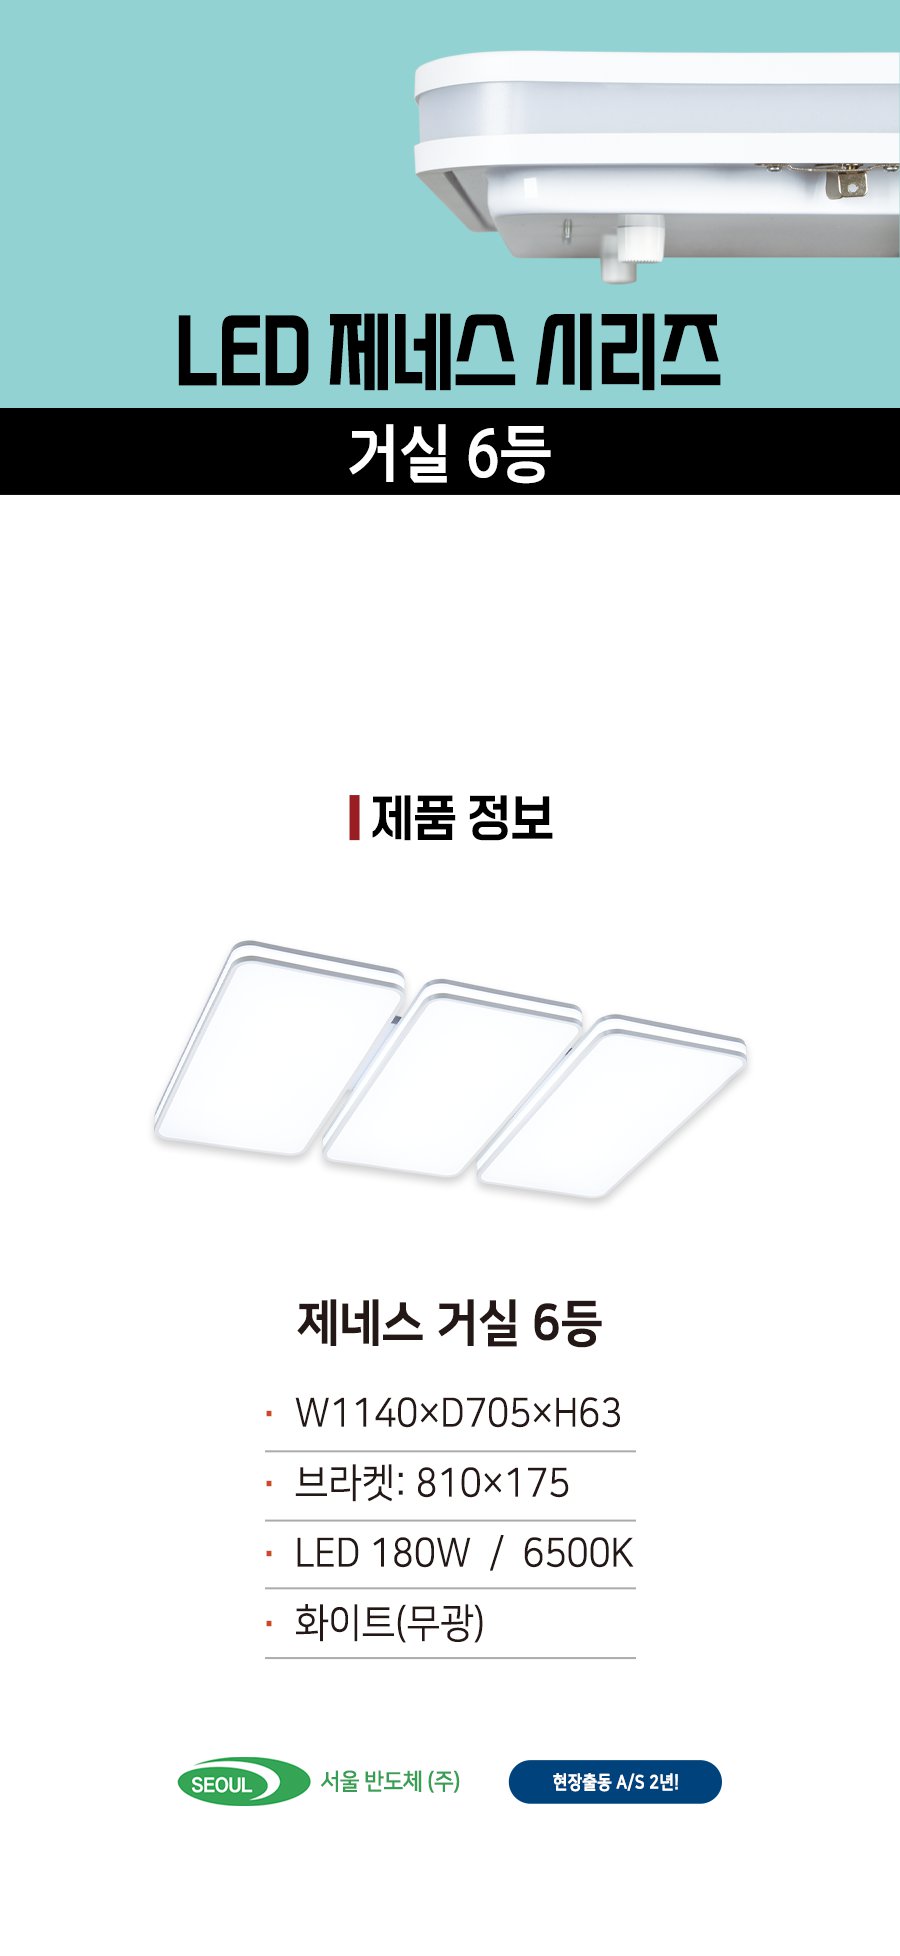 LED 제네스 시리즈
거실 6등
제품 정보
제네스 거실 6등
· W1140×D705×H63
· 브라켓: 810×175
· LED 180W / 6500K
· 화이트(무광)
SEOUL 서울 반도체 (주)
현장출동 A/S 2년!